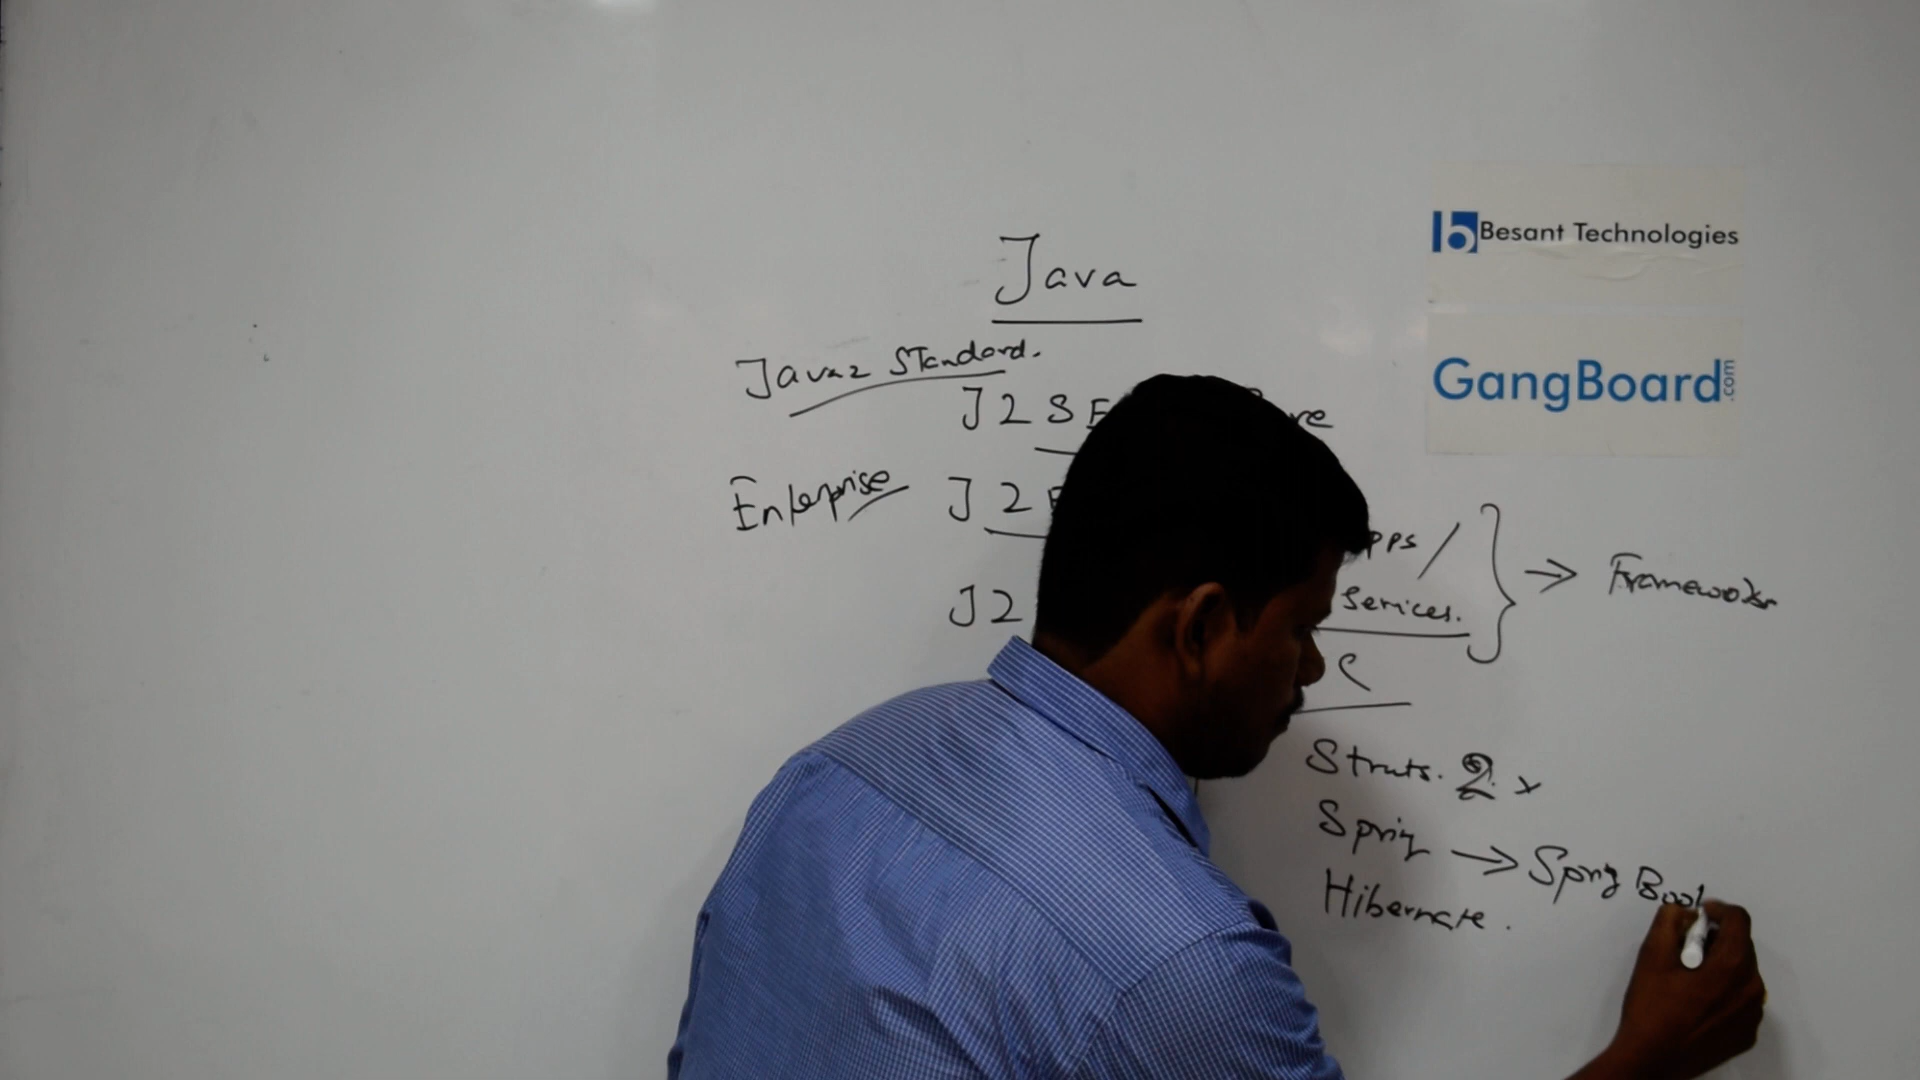 Besant Technologies
GangBoard.com
Java
Java2 Standard.
J2SE
Enterprise J2
pps /
Services. } → Frameworks
J2
Struts. 2. x
Spring → Spring Boot
Hibernate.